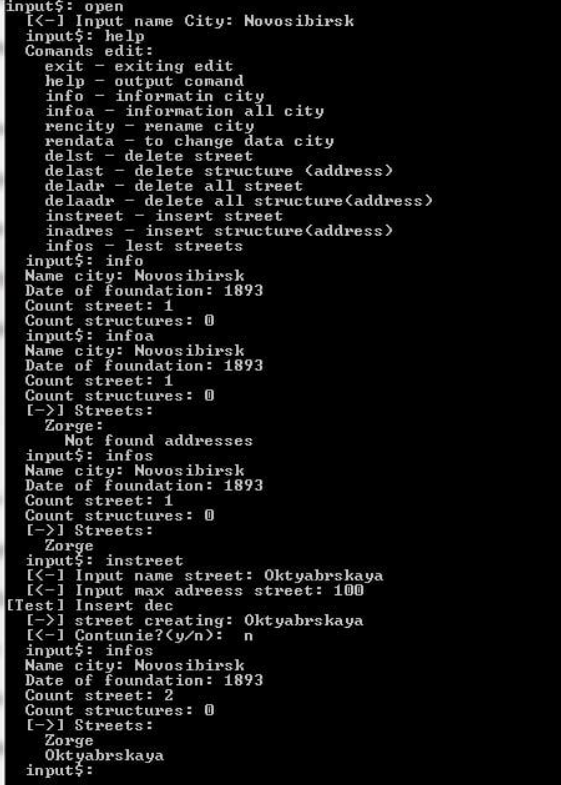 input$: open
[<-] Input name City: Novosibirsk
input$: help
Comands edit:
exit - exiting edit
help - output comand
info - informatin city
infoa - information all city
rencity - rename city
rendata - to change data city
delst - delete street
delast - delete structure (address)
deladr - delete all street
delaadr - delete all structure(address)
instreet - insert street
inadres - insert structure(address)
infos - lest streets
input$: info
Name city: Novosibirsk
Date of foundation: 1893
Count street: 1
Count structures: 0
input$: infoa
Name city: Novosibirsk
Date of foundation: 1893
Count street: 1
Count structures: 0
[->] Streets:
Zorge:
Not found addresses
input$: infos
Name city: Novosibirsk
Date of foundation: 1893
Count street: 1
Count structures: 0
[->] Streets:
Zorge
input$: instreet
[<-] Input name street: Oktyabrskaya
[<-] Input max adreess street: 100
[Test] Insert dec
[->] street creating: Oktyabrskaya
[<-] Contunie?(y/n): n
input$: infos
Name city: Novosibirsk
Date of foundation: 1893
Count street: 2
Count structures: 0
[->] Streets:
Zorge
Oktyabrskaya
input$: